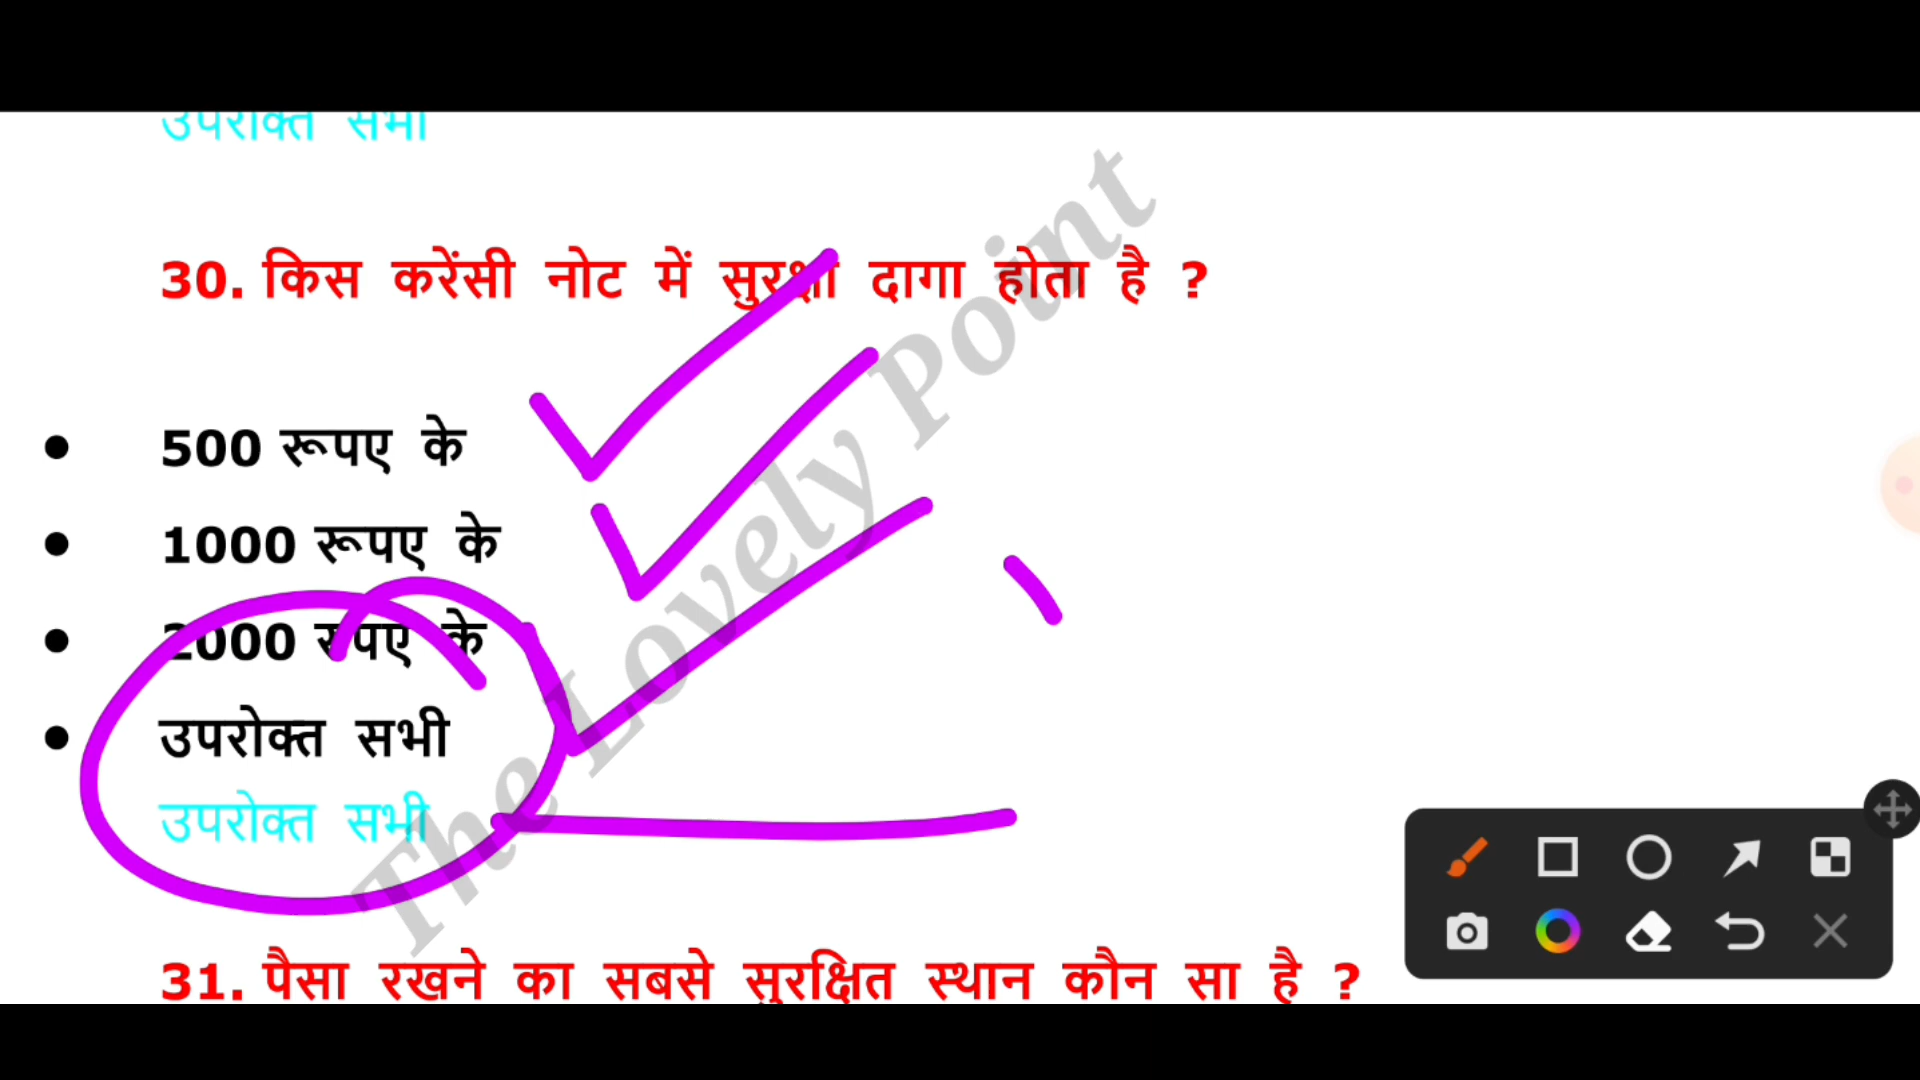 उपरोक्त सभी
30. किस करेंसी नोट में सुरक्षा दागा होता है ?
500 रूपए के
1000 रूपए के
2000 रुपए के
उपरोक्त सभी
उपरोक्त सभी
31. पैसा रखने का सबसे सुरक्षित स्थान कौन सा है ?
The Lovely Point